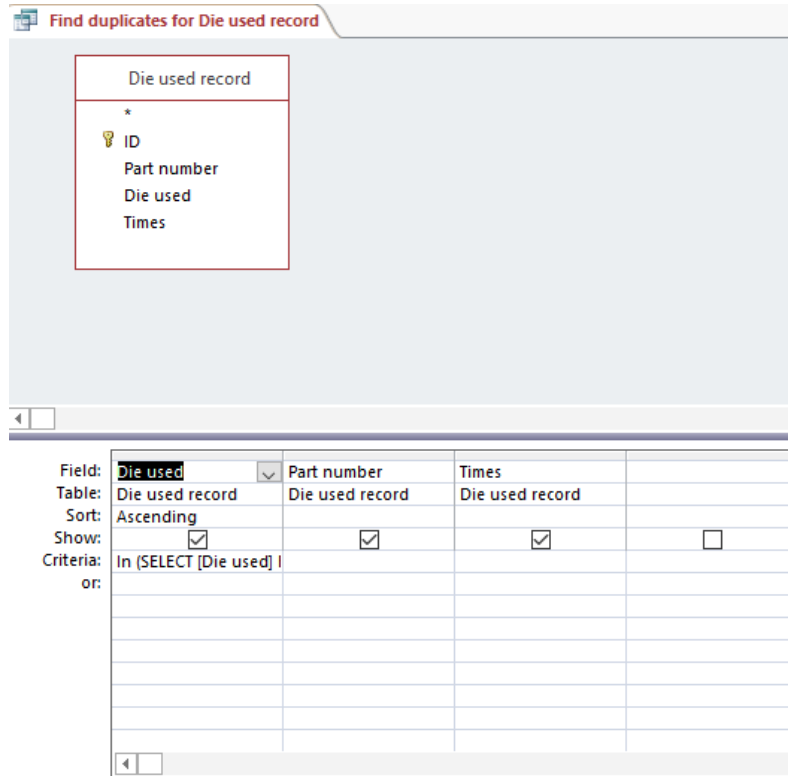 Find duplicates for Die used record
Die used record
*
ID
Part number
Die used
Times
Field: Die used Part number Times
Table: Die used record Die used record Die used record
Sort: Ascending
Show:
Criteria: In (SELECT [Die used]
or: